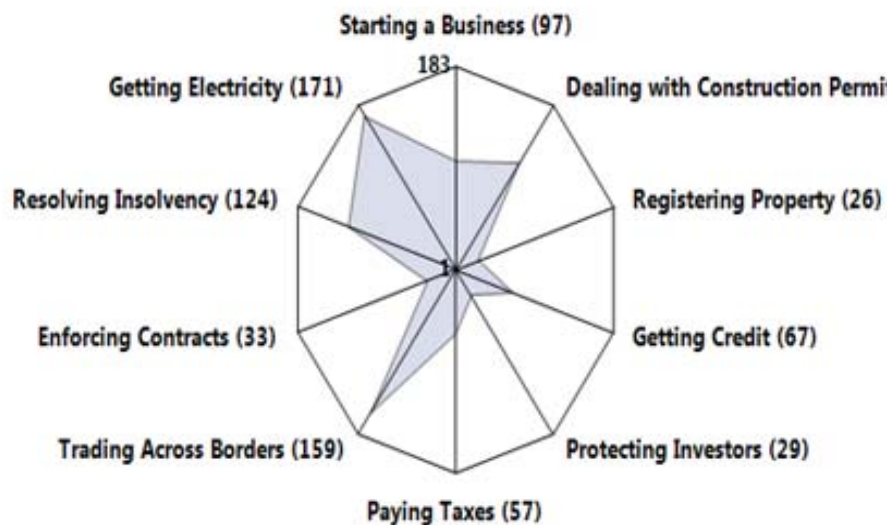 Starting a Business (97)
183
Getting Electricity (171)
Dealing with Construction Permit
Resolving Insolvency (124)
Registering Property (26)
1
Enforcing Contracts (33)
Getting Credit (67)
Trading Across Borders (159)
Protecting Investors (29)
Paying Taxes (57)